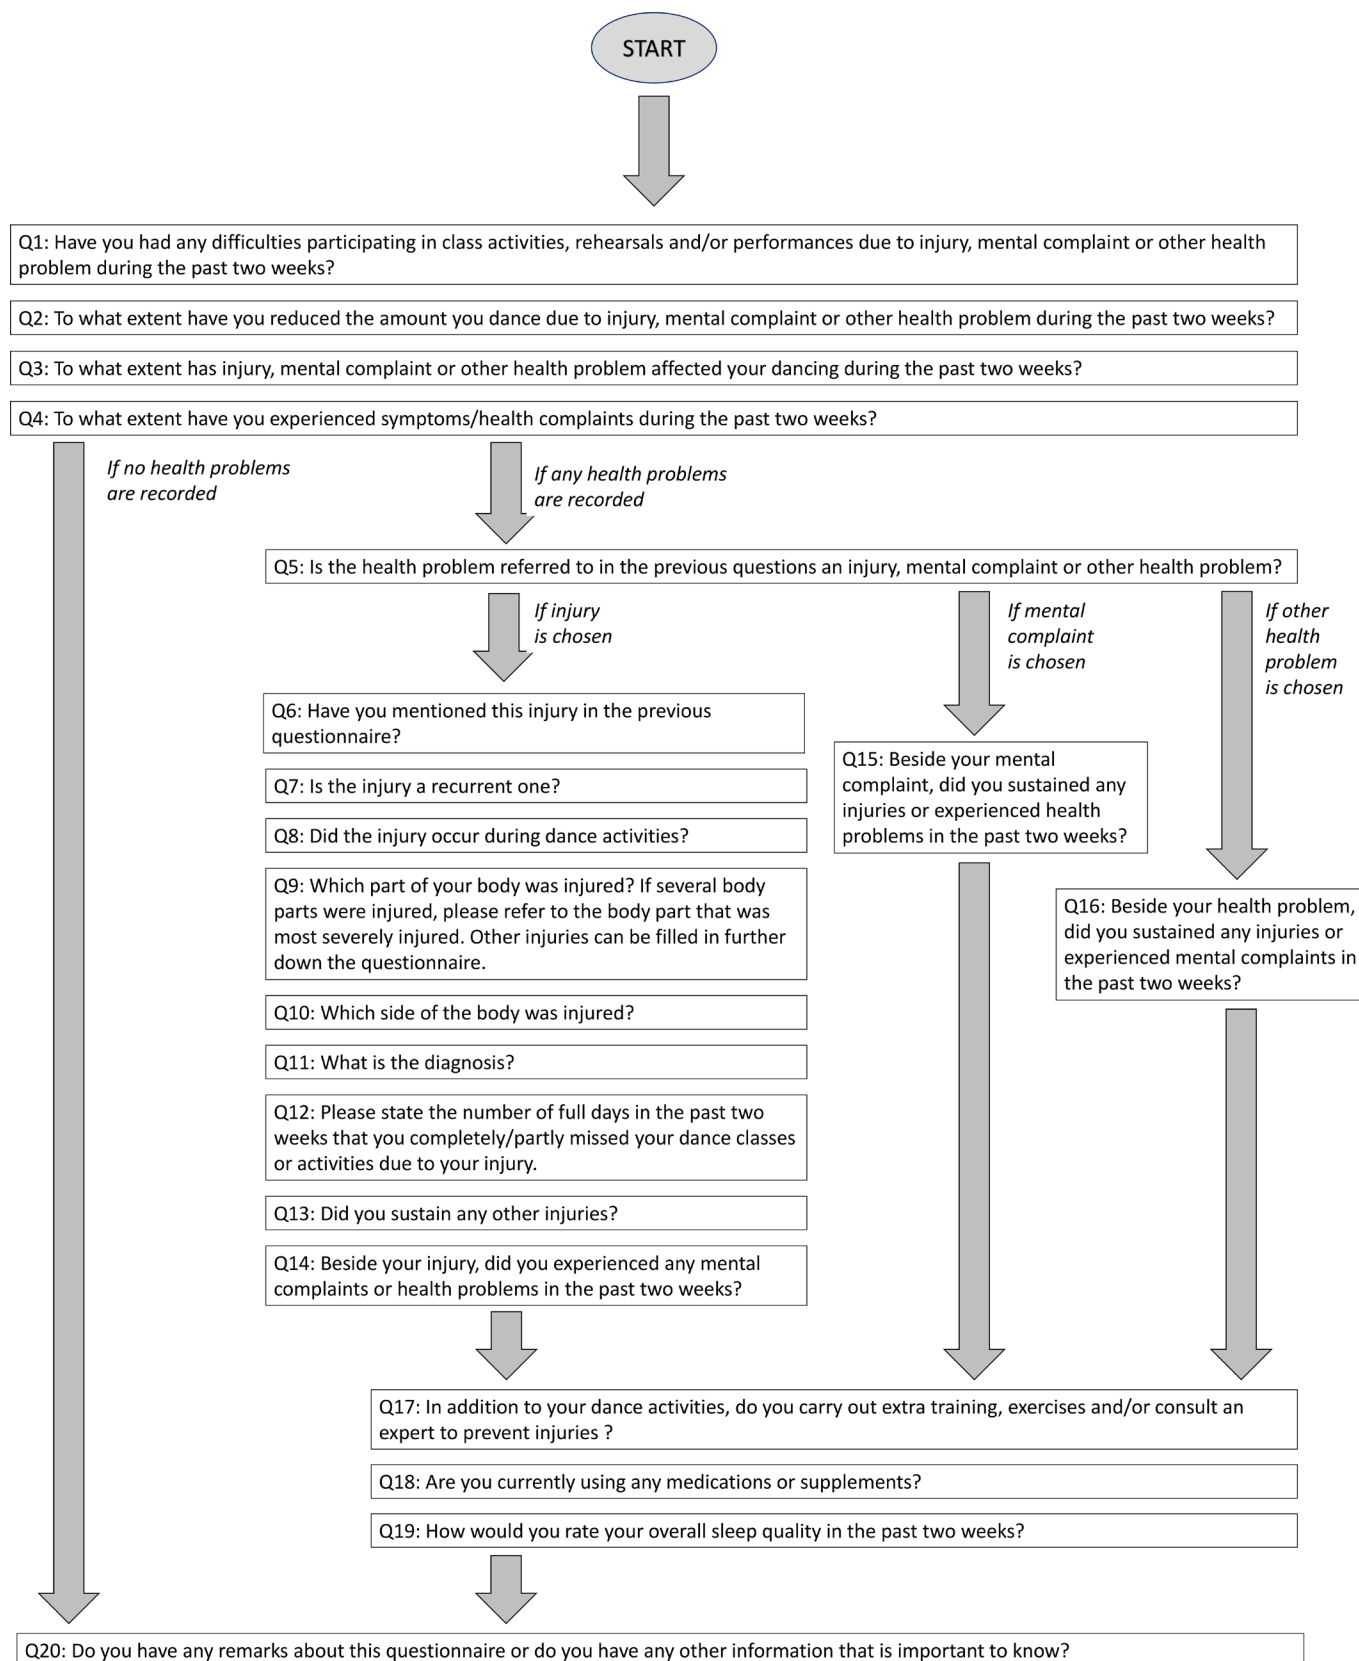 START
Q1: Have you had any difficulties participating in class activities, rehearsals and/or performances due to injury, mental complaint or other health
problem during the past two weeks?
Q2: To what extent have you reduced the amount you dance due to injury, mental complaint or other health problem during the past two weeks?
Q3: To what extent has injury, mental complaint or other health problem affected your dancing during the past two weeks?
Q4: To what extent have you experienced symptoms/health complaints during the past two weeks?
If no health problems
are recorded
If any health problems
are recorded
Q5: Is the health problem referred to in the previous questions an injury, mental complaint or other health problem?
If injury
is chosen
If mental
complaint
is chosen
If other
health
problem
is chosen
Q6: Have you mentioned this injury in the previous
questionnaire?
Q7: Is the injury a recurrent one?
Q8: Did the injury occur during dance activities?
Q9: Which part of your body was injured? If several body
parts were injured, please refer to the body part that was
most severely injured. Other injuries can be filled in further
down the questionnaire.
Q10: Which side of the body was injured?
Q11: What is the diagnosis?
Q12: Please state the number of full days in the past two
weeks that you completely/partly missed your dance classes
or activities due to your injury.
Q13: Did you sustain any other injuries?
Q14: Beside your injury, did you experienced any mental
complaints or health problems in the past two weeks?
Q15: Beside your mental
complaint, did you sustained any
injuries or experienced health
problems in the past two weeks?
Q16: Beside your health problem,
did you sustained any injuries or
experienced mental complaints in
the past two weeks?
Q17: In addition to your dance activities, do you carry out extra training, exercises and/or consult an
expert to prevent injuries ?
Q18: Are you currently using any medications or supplements?
Q19: How would you rate your overall sleep quality in the past two weeks?
Q20: Do you have any remarks about this questionnaire or do you have any other information that is important to know?